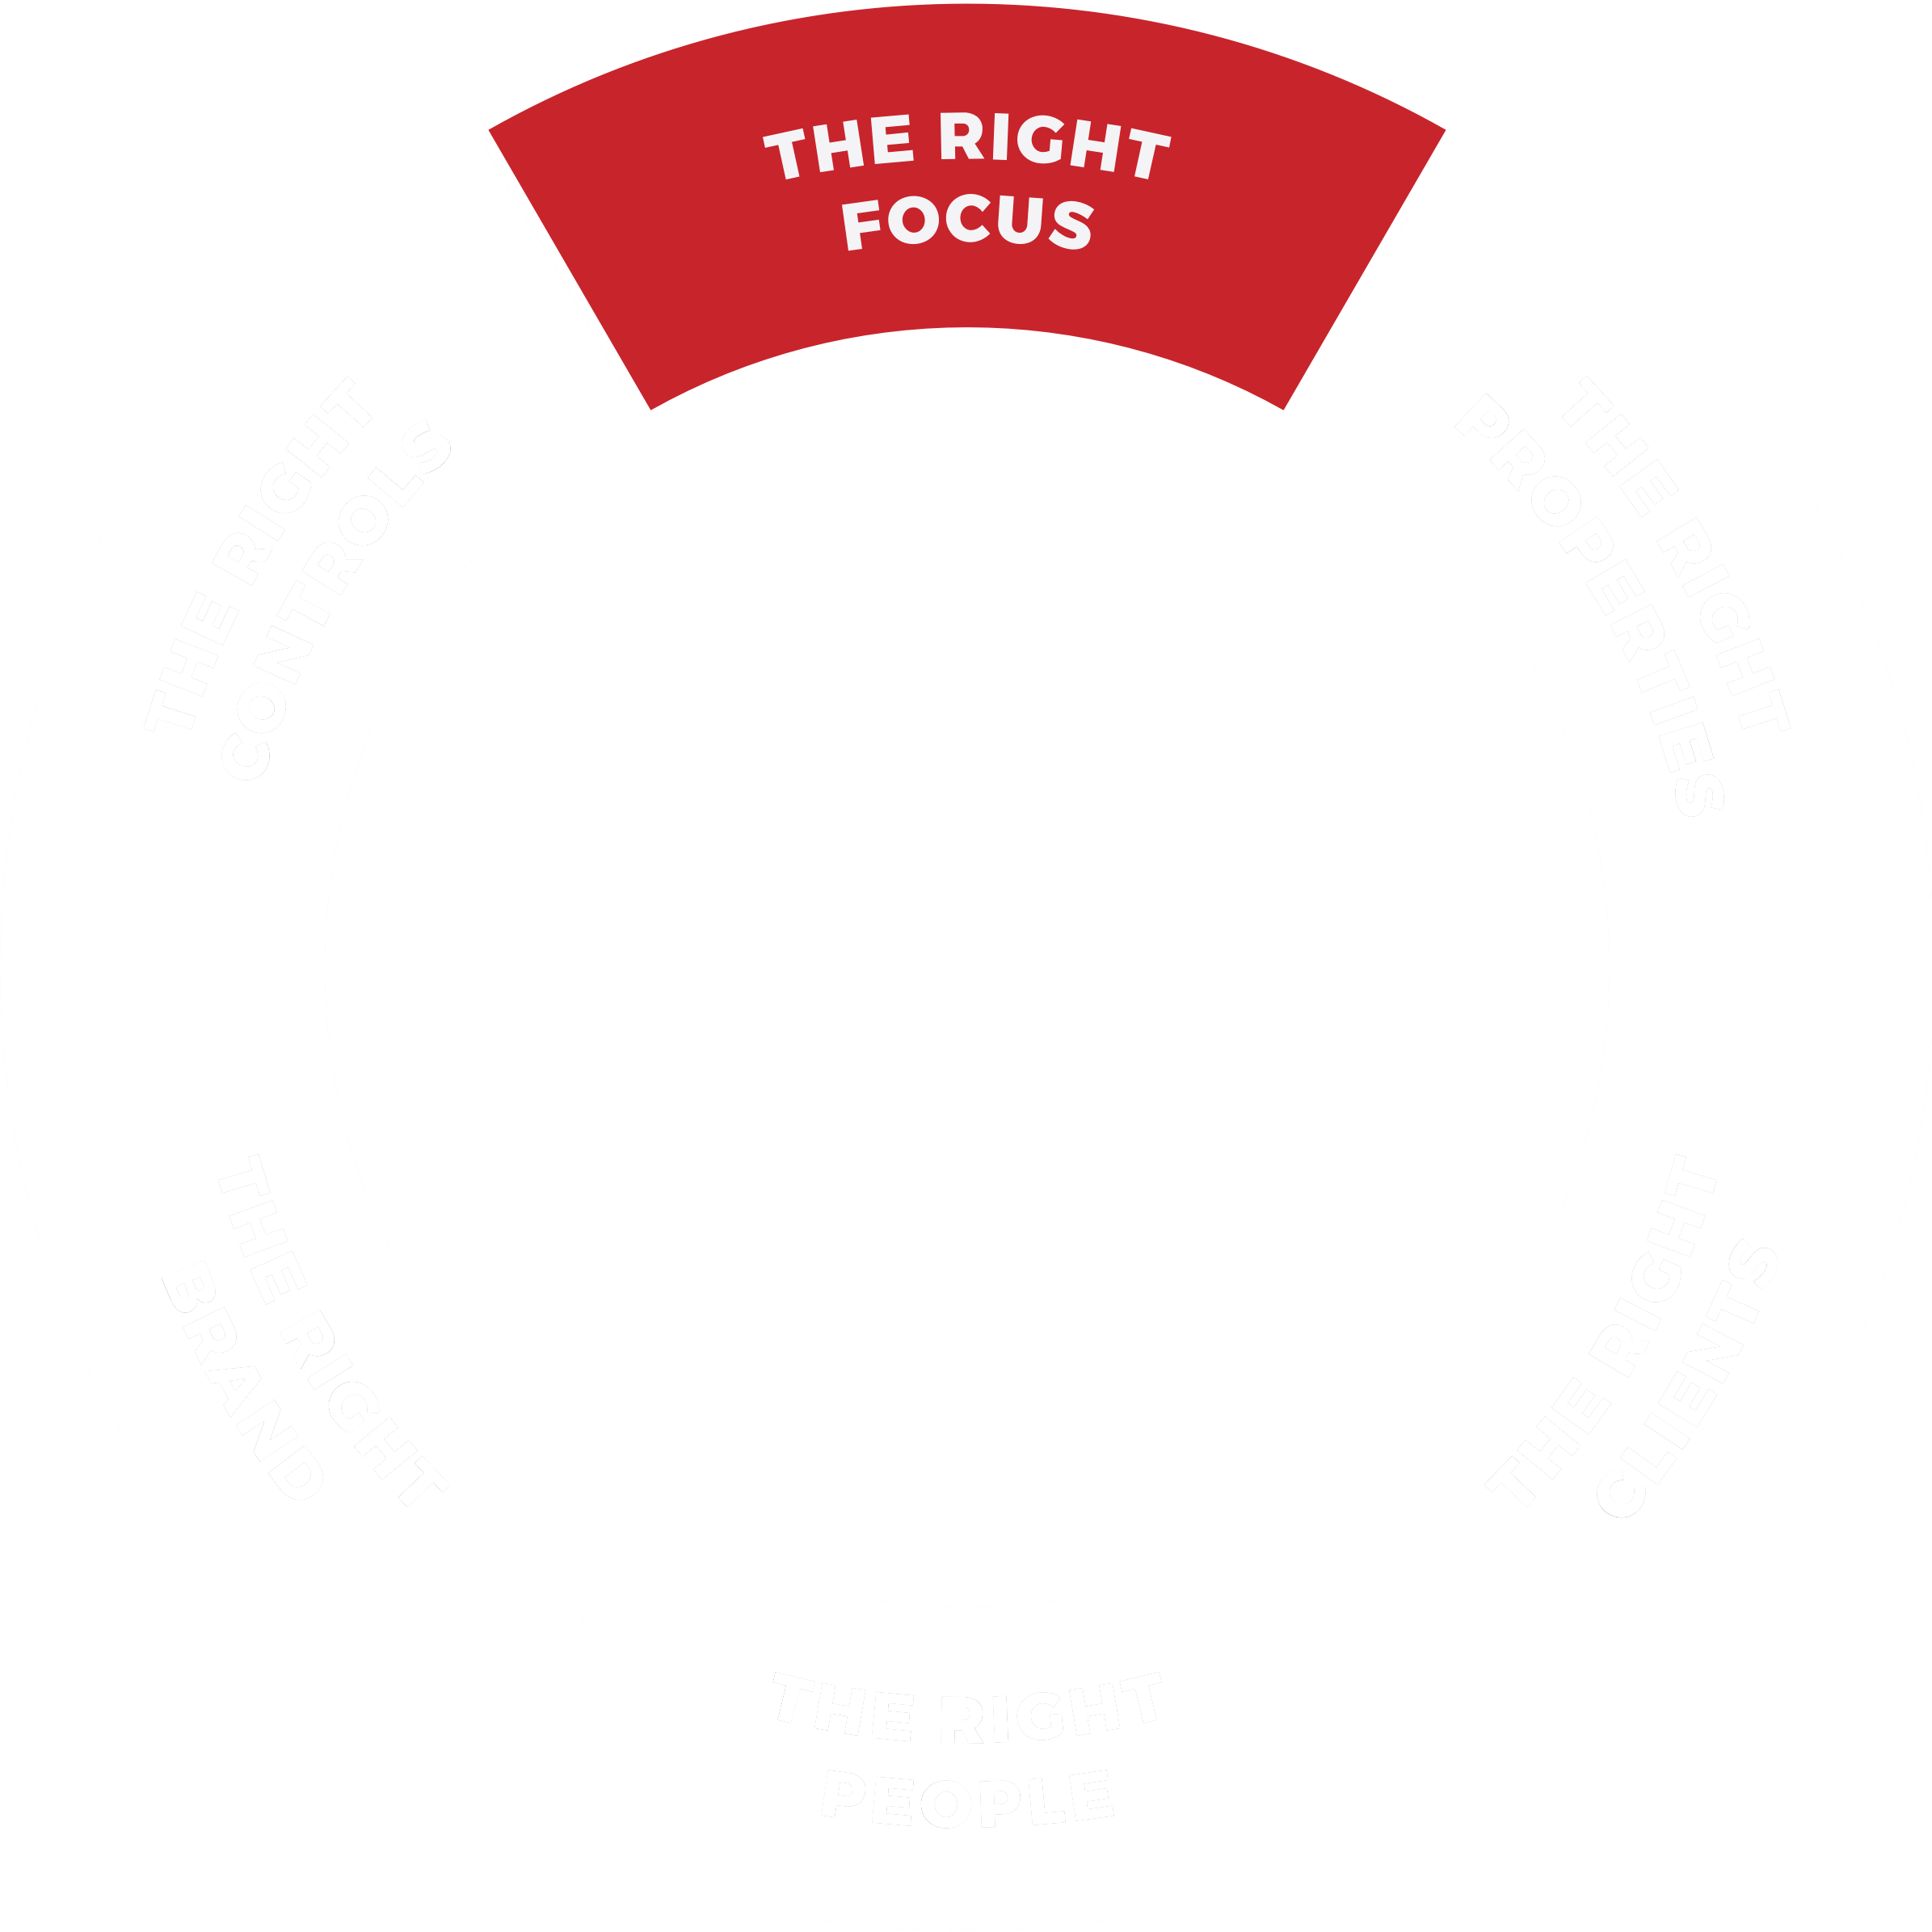 THE RIGHT
FOCUS
THE RIGHT
PROPERTIES
THE RIGHT
CLIENTS
THE RIGHT
PEOPLE
THE RIGHT
BRAND
THE RIGHT
CONTROLS